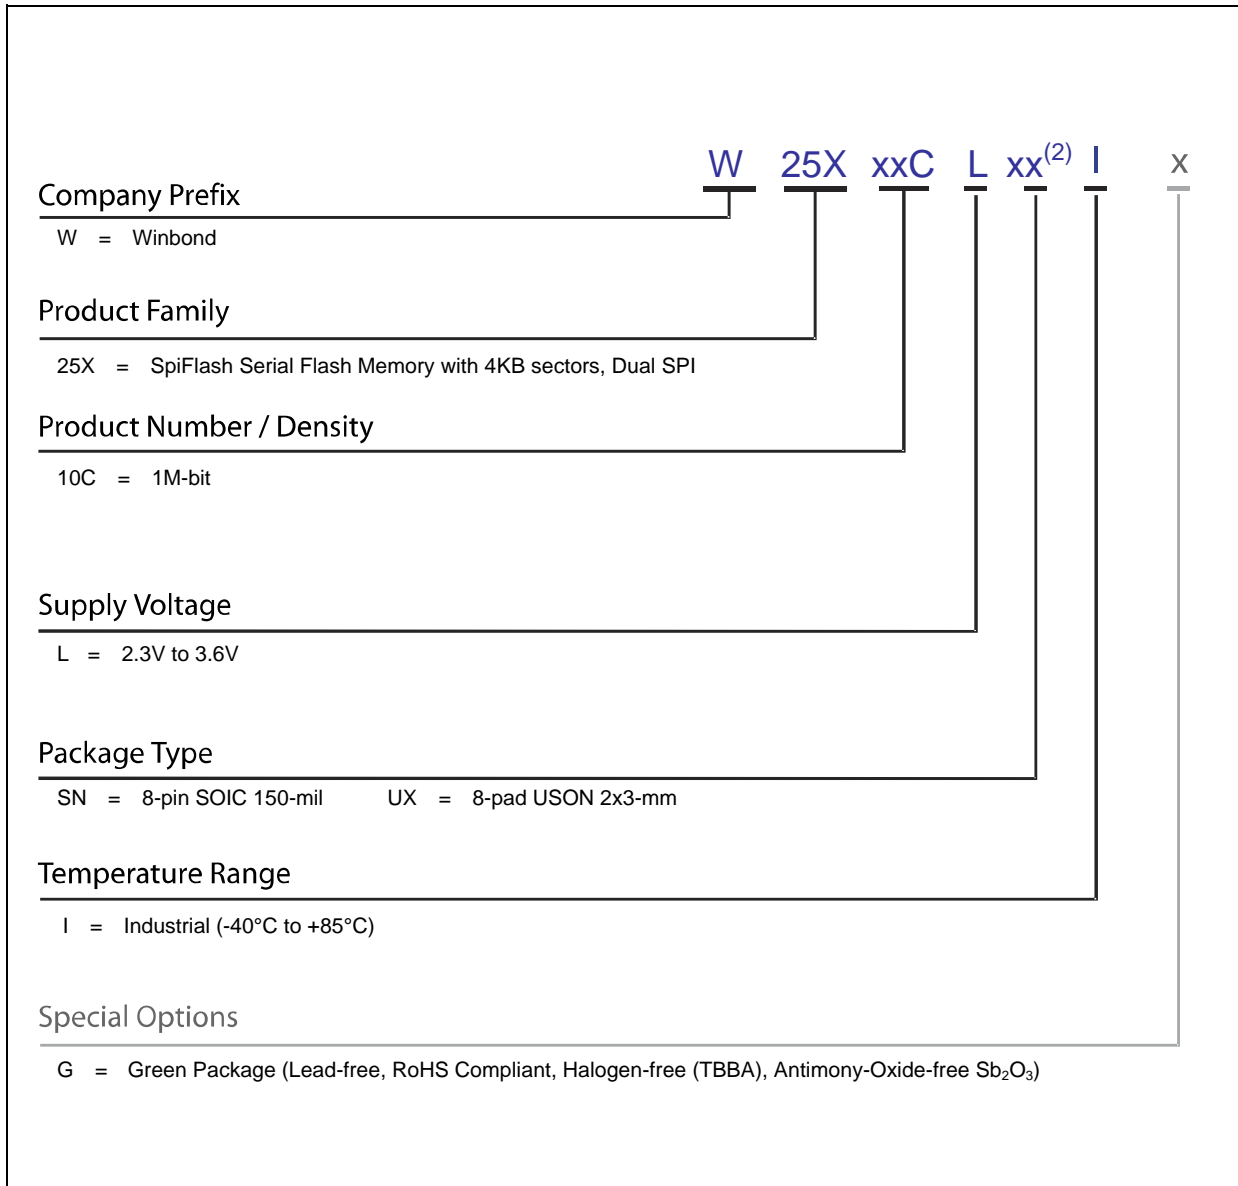 W 25X xxC L xx(2) I x
Company Prefix
W = Winbond
Product Family
25X = SpiFlash Serial Flash Memory with 4KB sectors, Dual SPI
Product Number / Density
10C = 1M-bit
Supply Voltage
L = 2.3V to 3.6V
Package Type
SN = 8-pin SOIC 150-mil UX = 8-pad USON 2x3-mm
Temperature Range
I = Industrial (-40°C to +85°C)
Special Options
G = Green Package (Lead-free, RoHS Compliant, Halogen-free (TBBA), Antimony-Oxide-free Sb₂O₃)